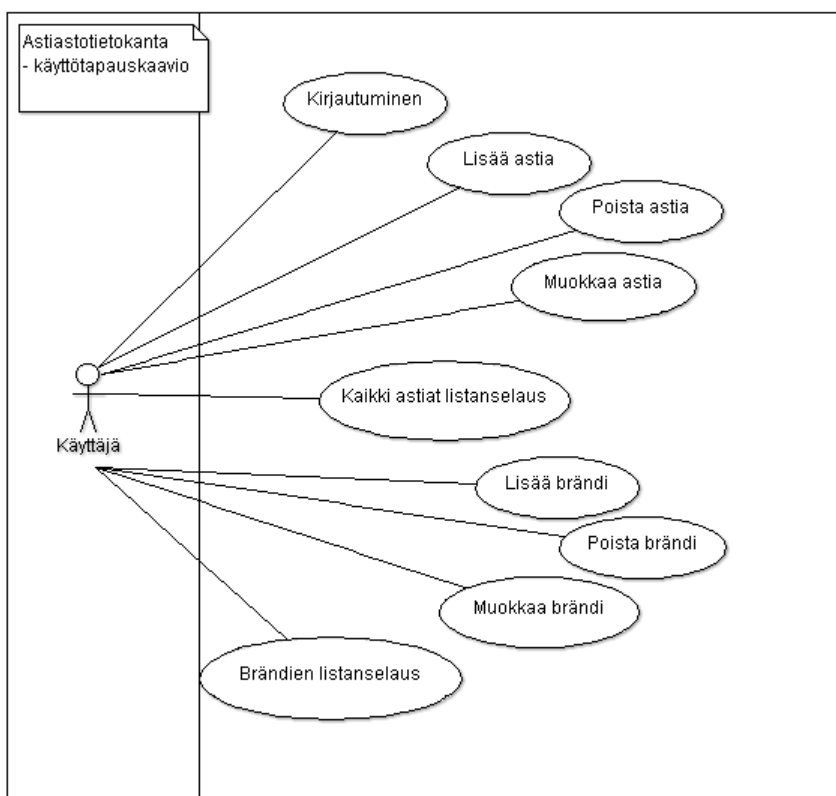 Astiastotietokanta
- käyttötapauskaavio
Kirjautuminen
Lisää astia
Poista astia
Muokkaa astia
Kaikki astiat listanselaus
Käyttäjä
Lisää brändi
Poista brändi
Muokkaa brändi
Brändien listanselaus